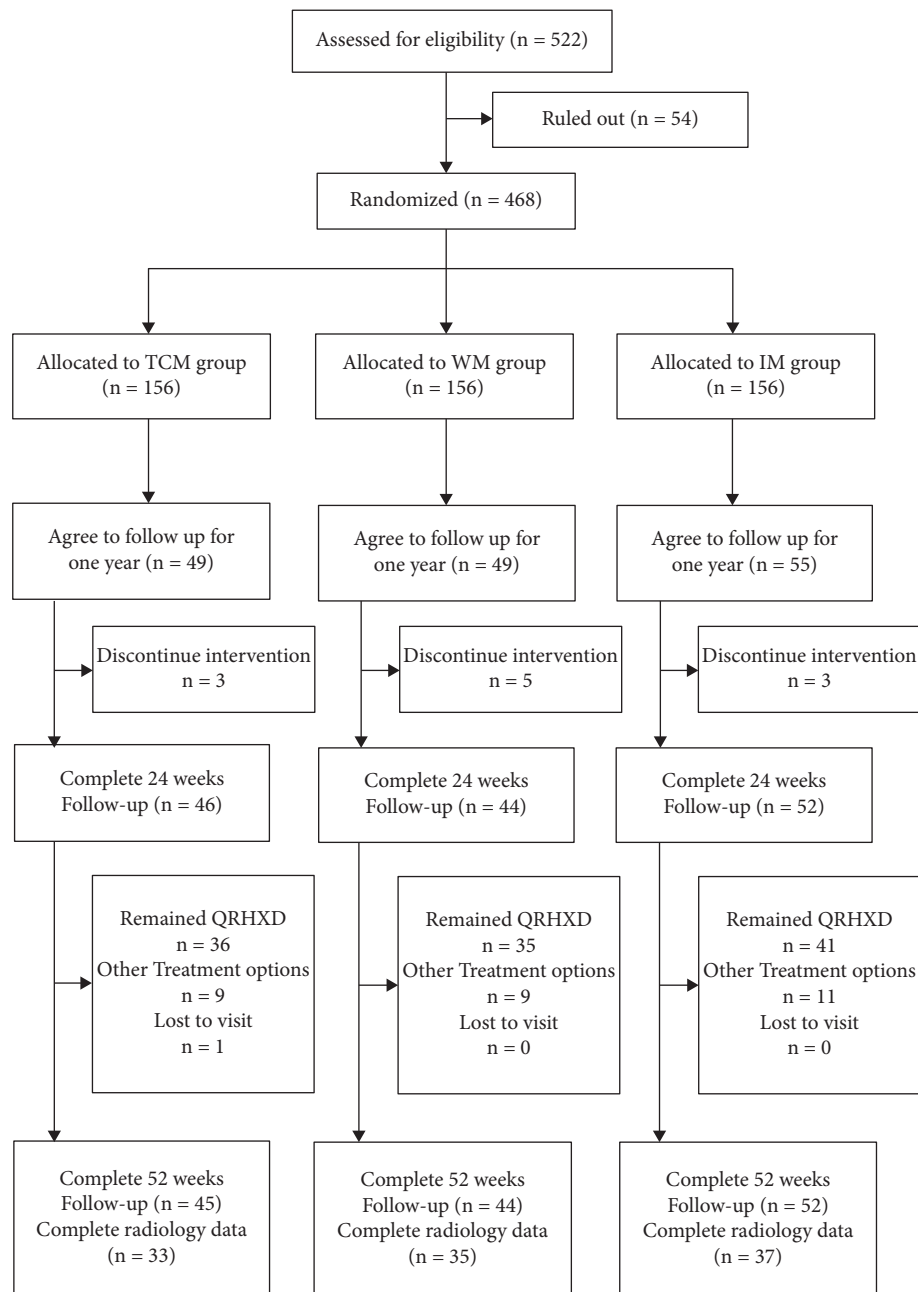 Assessed for eligibility (n = 522)
Ruled out (n = 54)
Randomized (n = 468)
Allocated to TCM group
(n = 156)
Allocated to WM group
(n = 156)
Allocated to IM group
(n = 156)
Agree to follow up for
one year (n = 49)
Agree to follow up for
one year (n = 49)
Agree to follow up for
one year (n = 55)
Discontinue intervention
n = 3
Discontinue intervention
n = 5
Discontinue intervention
n = 3
Complete 24 weeks
Follow-up (n = 46)
Complete 24 weeks
Follow-up (n = 44)
Complete 24 weeks
Follow-up (n = 52)
Remained QRHXD
n = 36
Other Treatment options
n = 9
Lost to visit
n = 1
Remained QRHXD
n = 35
Other Treatment options
n = 9
Lost to visit
n = 0
Remained QRHXD
n = 41
Other Treatment options
n = 11
Lost to visit
n = 0
Complete 52 weeks
Follow-up (n = 45)
Complete radiology data
(n = 33)
Complete 52 weeks
Follow-up (n = 44)
Complete radiology data
(n = 35)
Complete 52 weeks
Follow-up (n = 52)
Complete radiology data
(n = 37)